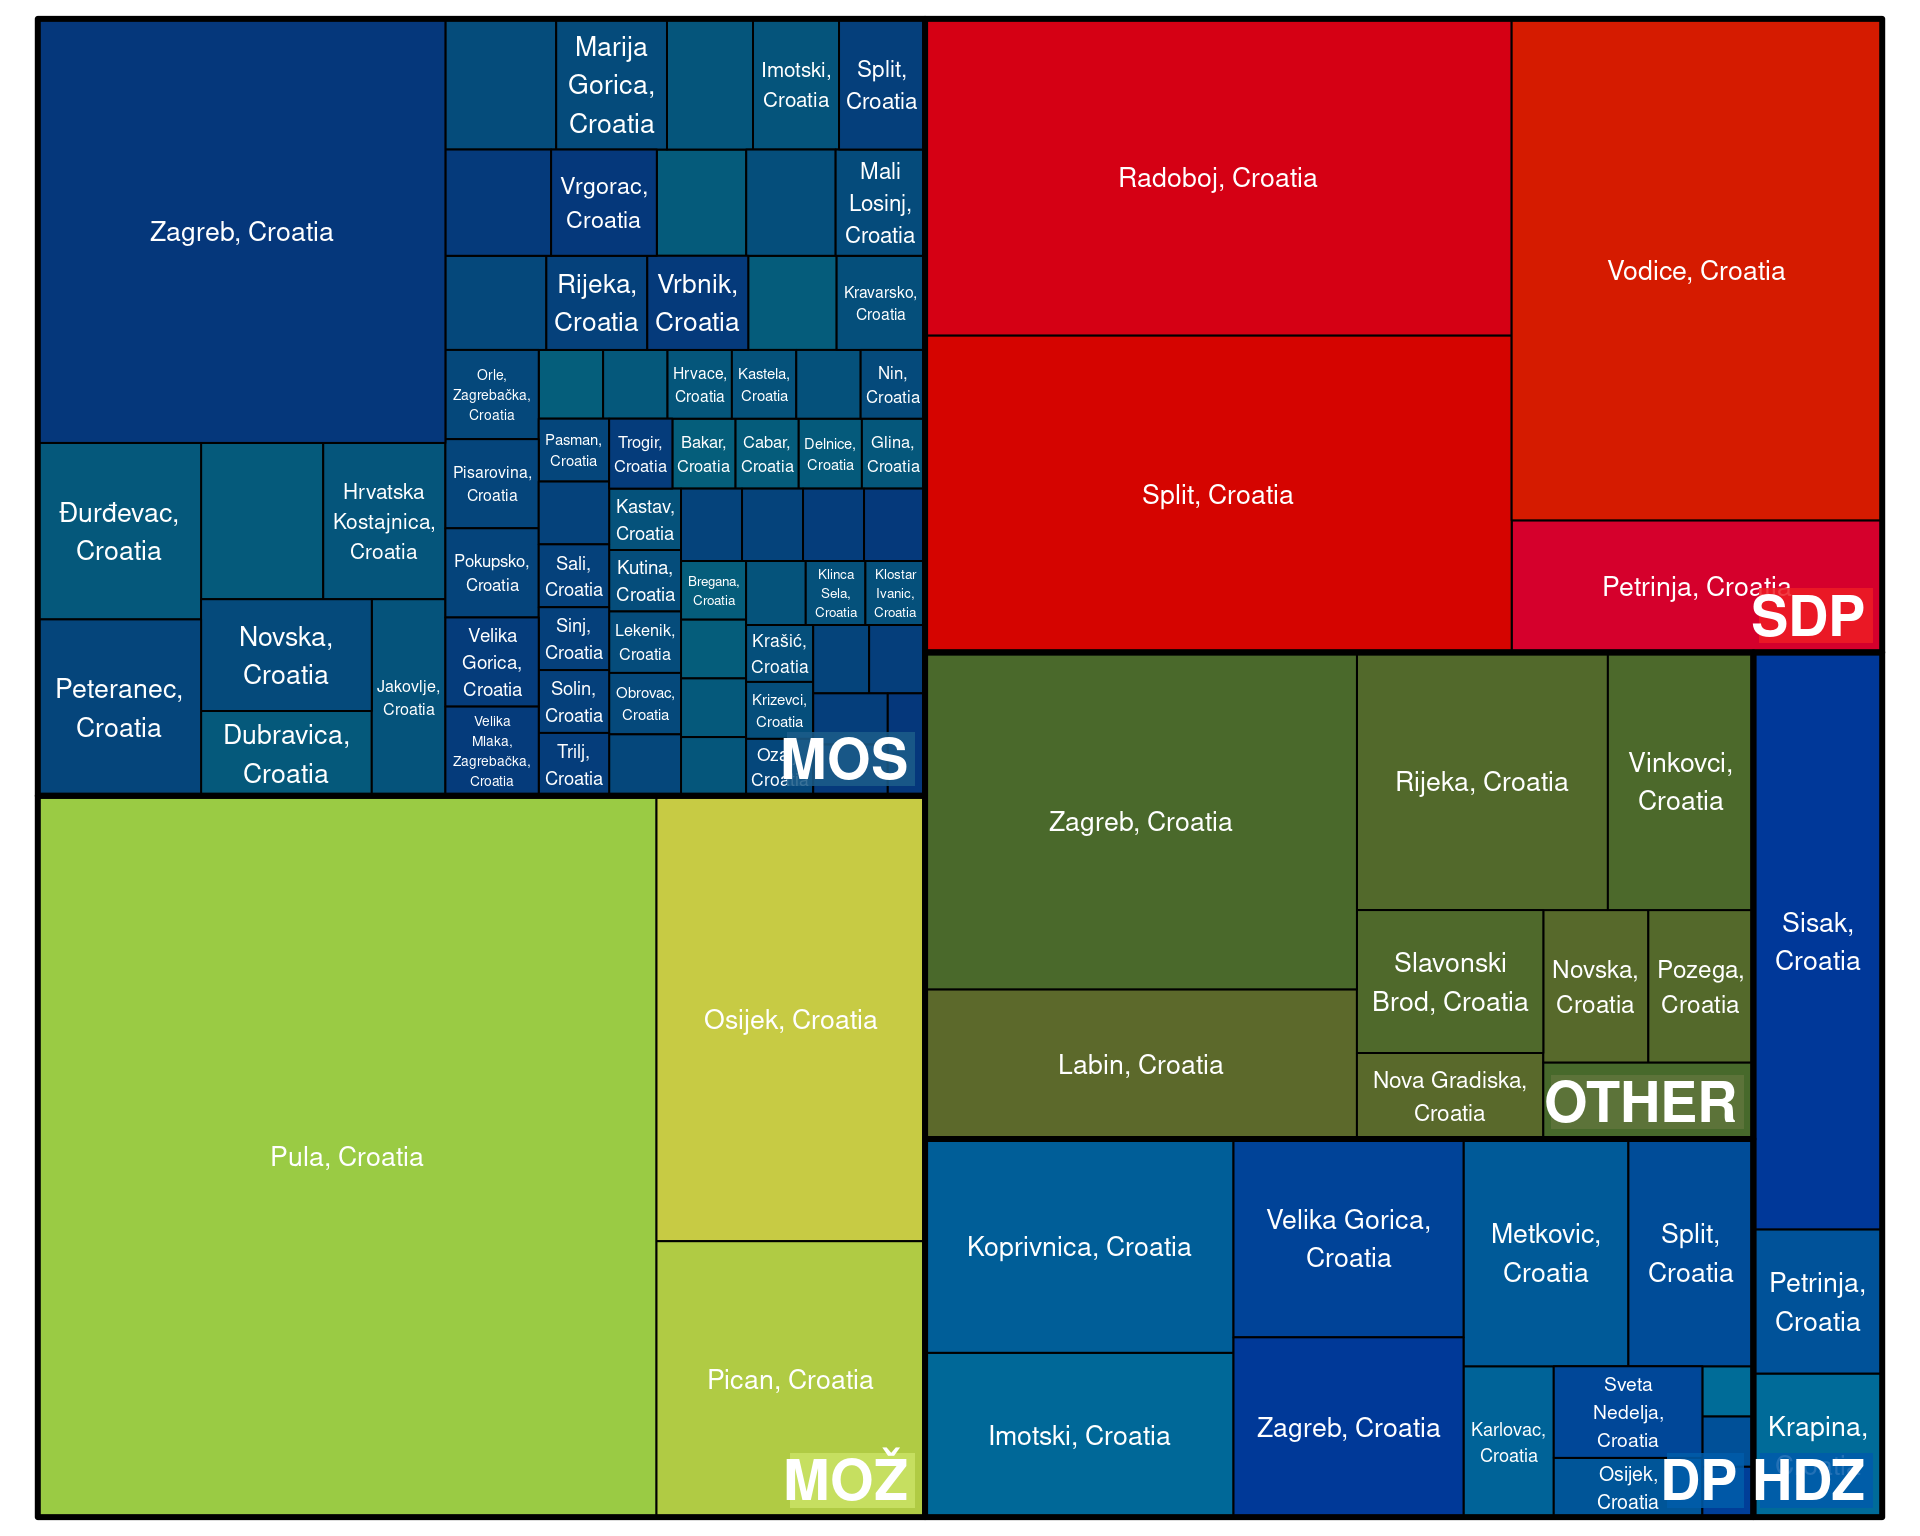 Zagreb, Croatia
Marija
Gorica,
Croatia
Imotski,
Croatia
Split,
Croatia
Vrgorac,
Croatia
Mali
Losinj,
Croatia
Rijeka,
Croatia
Vrbnik,
Croatia
Kravarsko,
Croatia
Orle,
Zagrebačka,
Croatia
Hrvace,
Croatia
Kastela,
Croatia
Nin,
Croatia
Pasman,
Croatia
Trogir,
Croatia
Bakar,
Croatia
Cabar,
Croatia
Delnice,
Croatia
Glina,
Croatia
Pisarovina,
Croatia
Kastav,
Croatia
Đurđevac,
Croatia
Hrvatska
Kostajnica,
Croatia
Pokupsko,
Croatia
Sali,
Croatia
Kutina,
Croatia
Bregana,
Croatia
Klinca
Sela,
Croatia
Klostar
Ivanic,
Croatia
Peteranec,
Croatia
Novska,
Croatia
Dubravica,
Croatia
Jakovlje,
Croatia
Velika
Gorica,
Croatia
Sinj,
Croatia
Lekenik,
Croatia
Krašić,
Croatia
Solin,
Croatia
Obrovac,
Croatia
Krizevci,
Croatia
Velika
Mlaka,
Zagrebačka,
Croatia
Trilj,
Croatia
Croatia
MOS
Pula, Croatia
Osijek, Croatia
Pican, Croatia
MOŽ
Radoboj, Croatia
Split, Croatia
Vodice, Croatia
Petrinja, Croatia
SDP
Zagreb, Croatia
Labin, Croatia
Rijeka, Croatia
Vinkovci,
Croatia
Slavonski
Brod, Croatia
Novska,
Croatia
Pozega,
Croatia
Nova Gradiska,
Croatia
OTHER
Koprivnica, Croatia
Imotski, Croatia
Velika Gorica,
Croatia
Zagreb, Croatia
Metkovic,
Croatia
Split,
Croatia
Karlovac,
Croatia
Sveta
Nedelja,
Croatia
Osijek,
Croatia
DP
Sisak,
Croatia
Petrinja,
Croatia
Krapina,
Croatia
HDZ